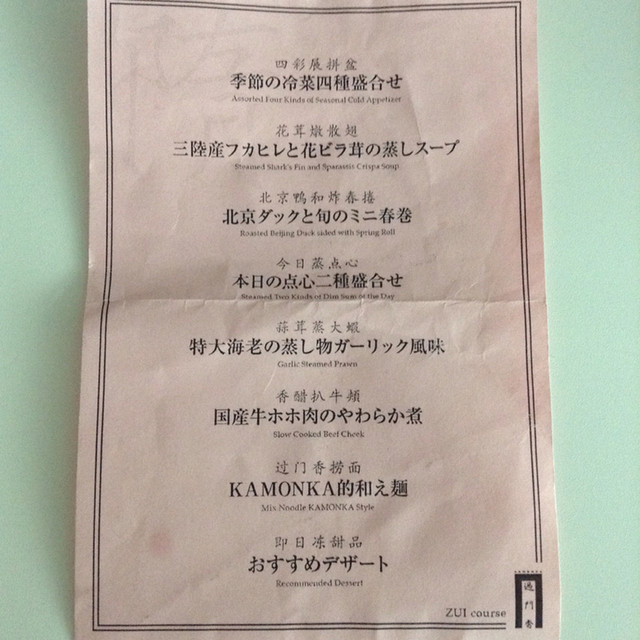 四彩展拼盆
季節の冷菜四種盛合せ
Assorted Four Kinds of Seasonal Cold Appetizer
花茸燉散翅
三陸産フカヒレと花ビラ茸の蒸しスープ
Steamed Shark's Fin and Sparassis Crispa Soup
北京鴨和炸春捲
北京ダックと旬のミニ春巻
Roasted Beijing Duck sided with Spring Roll
今日蒸点心
本日の点心二種盛合せ
Steamed Two Kinds of Dim Sum of the Day
蒜茸蒸大蝦
特大海老の蒸し物ガーリック風味
Garlic Steamed Prawn
香醋扒牛頬
国産牛ホホ肉のやわらか煮
Slow Cooked Beef Cheek
过门香捞面
KAMONKA的和え麺
Mix Noodle KAMONKA Style
即日冻甜品
おすすめデザート
Recommended Dessert
ZUI course
KAMONKA
過門香